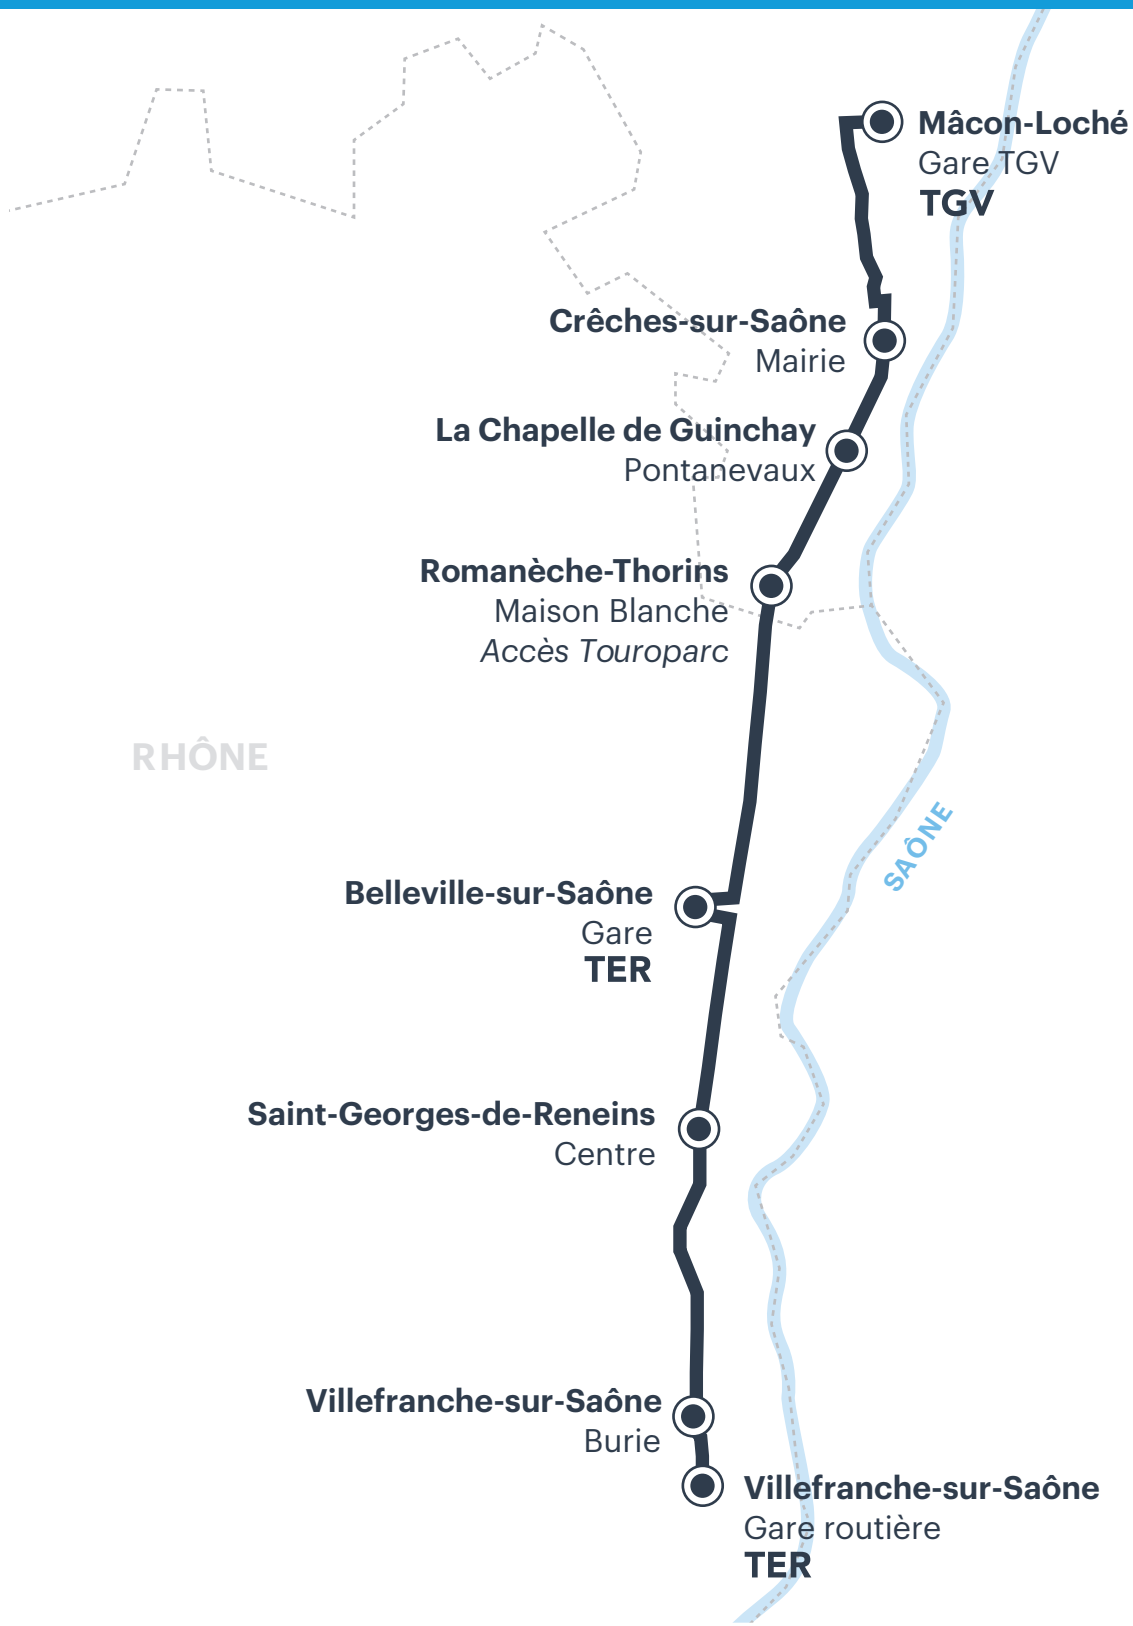 Mâcon-Loché
Gare TGV
TGV
Crêches-sur-Saône
Mairie
La Chapelle de Guinchay
Pontanevaux
Romanèche-Thorins
Maison Blanche
Accès Touroparc
RHÔNE
SAÔNE
Belleville-sur-Saône
Gare
TER
Saint-Georges-de-Reneins
Centre
Villefranche-sur-Saône
Burie
Villefranche-sur-Saône
Gare routière
TER